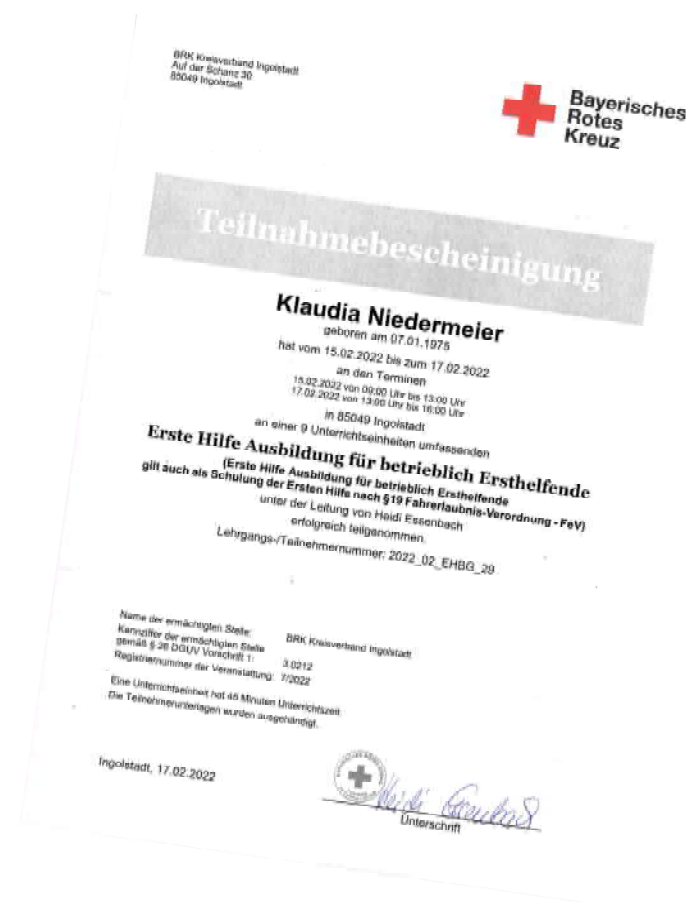 BRK Kreisverband Ingolstadt
Auf der Schanz 30
85049 Ingolstadt
Bayerisches
Rotes
Kreuz
Teilnahmebescheinigung
Klaudia Niedermeier
geboren am 07.01.1975
hat vom 15.02.2022 bis zum 17.02.2022
an den Terminen
15.02.2022 von 09:00 Uhr bis 13:00 Uhr
17.02.2022 von 13:00 Uhr bis 16:00 Uhr
in 85049 Ingolstadt
an einer 9 Unterrichtseinheiten umfassenden
Erste Hilfe Ausbildung für betrieblich Ersthelfende
(Erste Hilfe Ausbildung für betrieblich Ersthelfende
gilt auch als Schulung der Ersten Hilfe nach §19 Fahrerlaubnis-Verordnung - FeV)
unter der Leitung von Heidi Essenbach
erfolgreich teilgenommen.
Lehrgangs-/Teilnehmernummer: 2022_02_EHBG_29
Name der ermächtigten Stelle: BRK Kreisverband Ingolstadt
Kennziffer der ermächtigten Stelle
gemäß § 26 DGUV Vorschrift 1: 3.0212
Registriernummer der Veranstaltung: 7/2022
Eine Unterrichtseinheit hat 45 Minuten Unterrichtszeit.
Die Teilnehmerunterlagen wurden ausgehändigt.
Ingolstadt, 17.02.2022
Heidi
Unterschrift